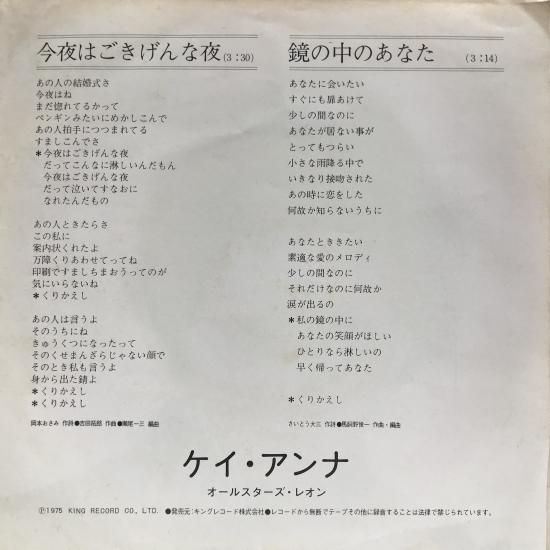 今夜はごきげんな夜(3:30)
あの人の結婚式さ
今夜はね
まだ惚れてるかって
ペンギンみたいにめかしこんで
あの人拍手につつまれてる
すましこんでさ
*今夜はごきげんな夜
だってこんなに淋しいんだもん
今夜はごきげんな夜
だって泣いてすなおに
なれたんだもの
あの人ときたらさ
この私に
案内状くれたよ
万障くりあわせてってね
印刷ですましちまおうってのが
気にいらないね
*くりかえし
あの人は言うよ
そのうちにね
きゅうくつになったって
そのくせまんざらじゃない顔で
そのとき私も言うよ
身から出た錆よ
*くりかえし
*くりかえし
岡本おさみ 作詩●吉田拓郎 作曲●瀬尾一三 編曲
鏡の中のあなた (3:14)
あなたに会いたい
すぐにも扉あけて
少しの間なのに
あなたが居ない事が
とってもつらい
小さな雨降る中で
いきなり接吻された
あの時に恋をした
何故か知らないうちに
あなたとききたい
素適な愛のメロディ
少しの間なのに
それだけなのに何故か
涙が出るの
*私の鏡の中に
あなたの笑顔がほしい
ひとりなら淋しいの
早く帰ってあなた
*くりかえし
さいとう大三 作詩●馬飼野俊一 作曲・編曲
ケイ・アンナ
オールスターズ・レオン
Ⓟ1975 KING RECORD CO., LTD. ●発売元:キングレコード株式会社●レコードから無断でテープその他に録音することは法律で禁じられています。